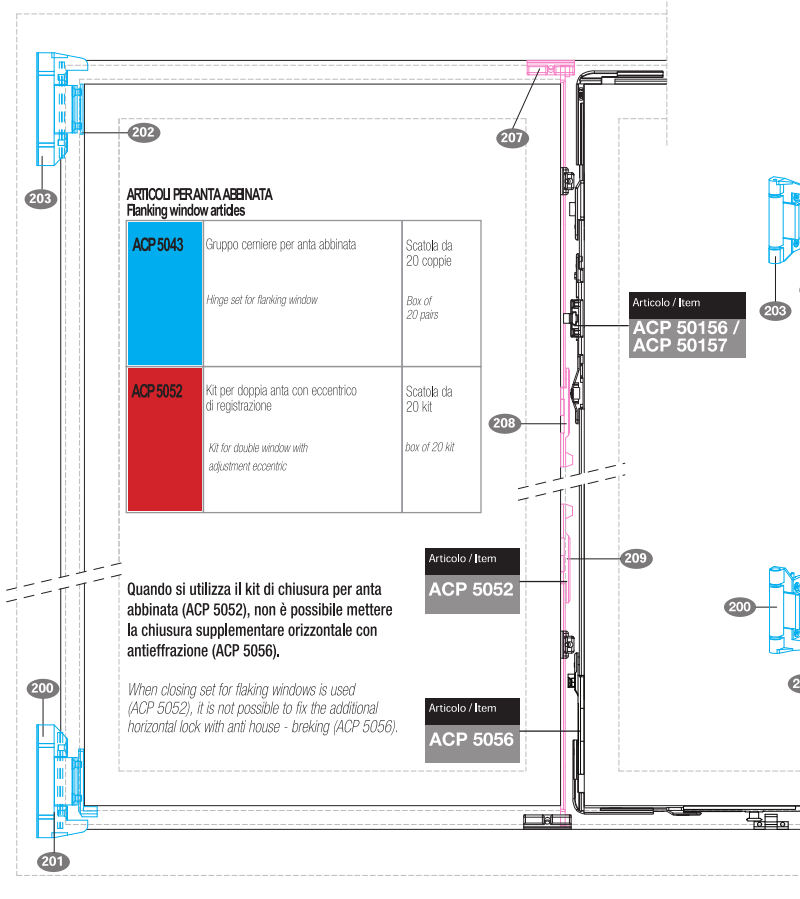 207
202
203
ARTICOLI PER ANTA ABBINATA
Flanking window articles
ACP 5043
Gruppo cerniere per anta abbinata
Hinge set for flanking window
Scatola da
20 coppie
Box of
20 pairs
ACP 5052
Kit per doppia anta con eccentrico
di registrazione
Kit for double window with
adjustment eccentric
Scatola da
20 kit
box of 20 kit
Articolo / Item
ACP 50156 /
ACP 50157
203
208
209
Articolo / Item
ACP 5052
200
Quando si utilizza il kit di chiusura per anta
abbinata (ACP 5052), non è possibile mettere
la chiusura supplementare orizzontale con
antieffrazione (ACP 5056).
When closing set for flaking windows is used
(ACP 5052), it is not possible to fix the additional
horizontal lock with anti house - breking (ACP 5056).
Articolo / Item
ACP 5056
200
201